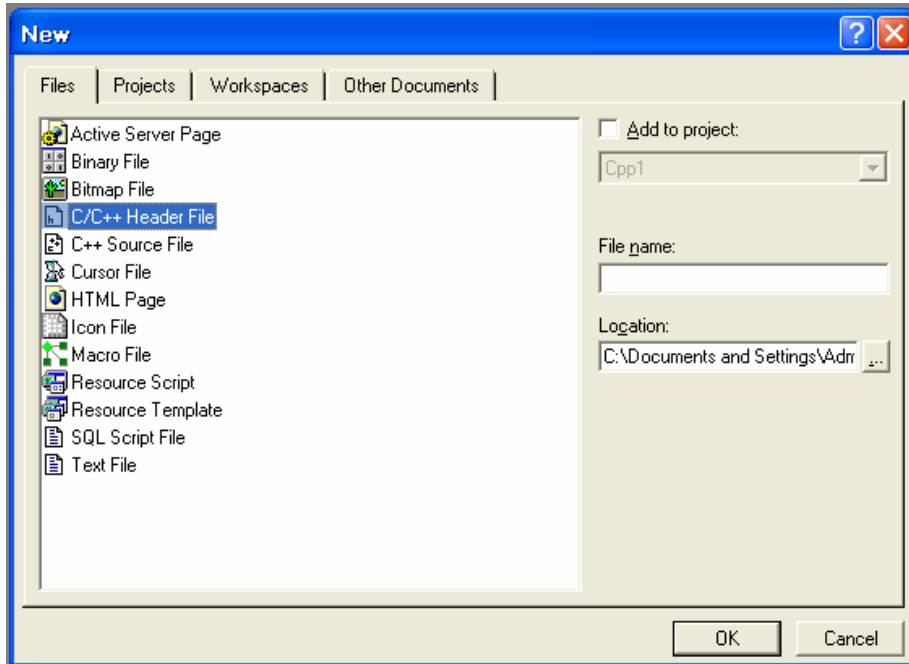 New
Files Projects Workspaces Other Documents
Active Server Page
Binary File
Bitmap File
C/C++ Header File
C++ Source File
Cursor File
HTML Page
Icon File
Macro File
Resource Script
Resource Template
SQL Script File
Text File
Add to project:
Cpp1
File name:
Location:
C:\Documents and Settings\Adm
...
OK Cancel